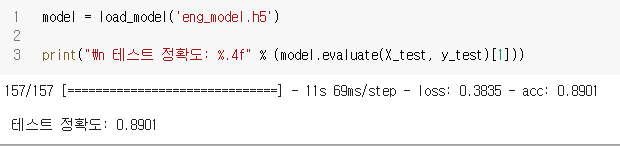 1 model = load_model('eng_model.h5')
2
3 print("₩n 테스트 정확도: %.4f" % (model.evaluate(X_test, y_test)[1]))
157/157 [==============================] - 11s 69ms/step - loss: 0.3835 - acc: 0.8901
테스트 정확도: 0.8901